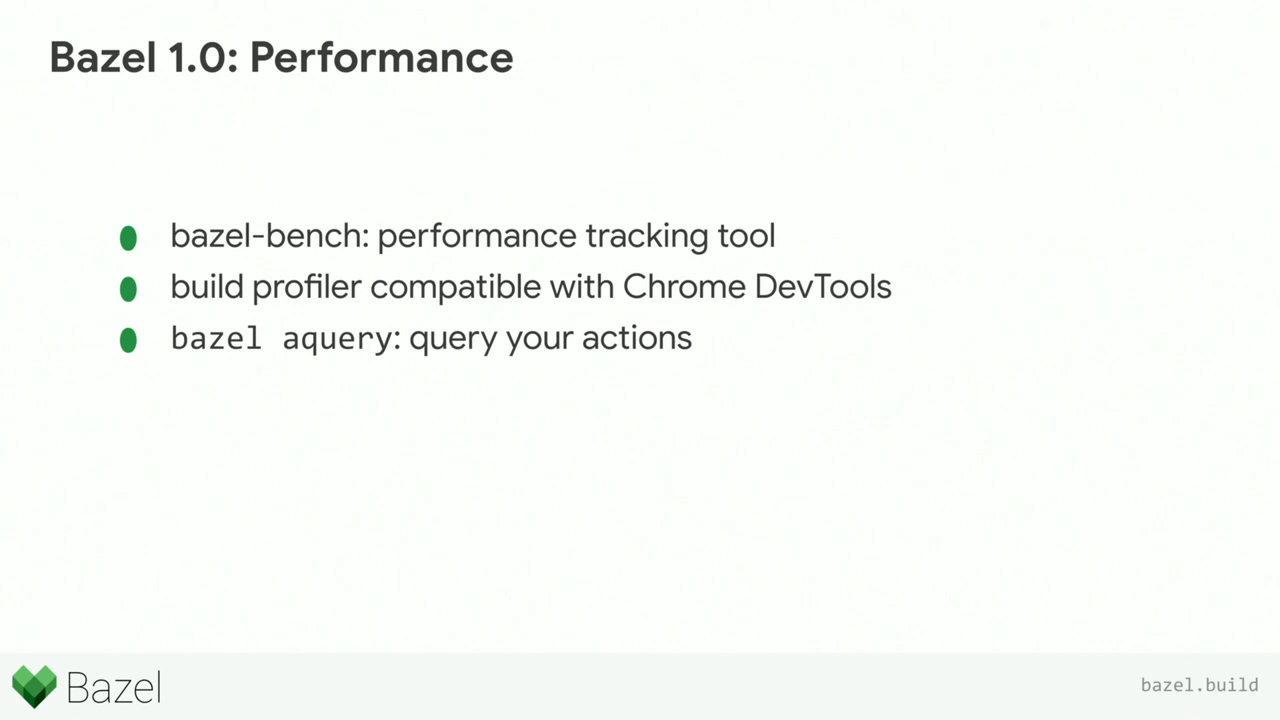 Bazel 1.0: Performance
bazel-bench: performance tracking tool
build profiler compatible with Chrome DevTools
bazel aquery: query your actions
Bazel
bazel.build